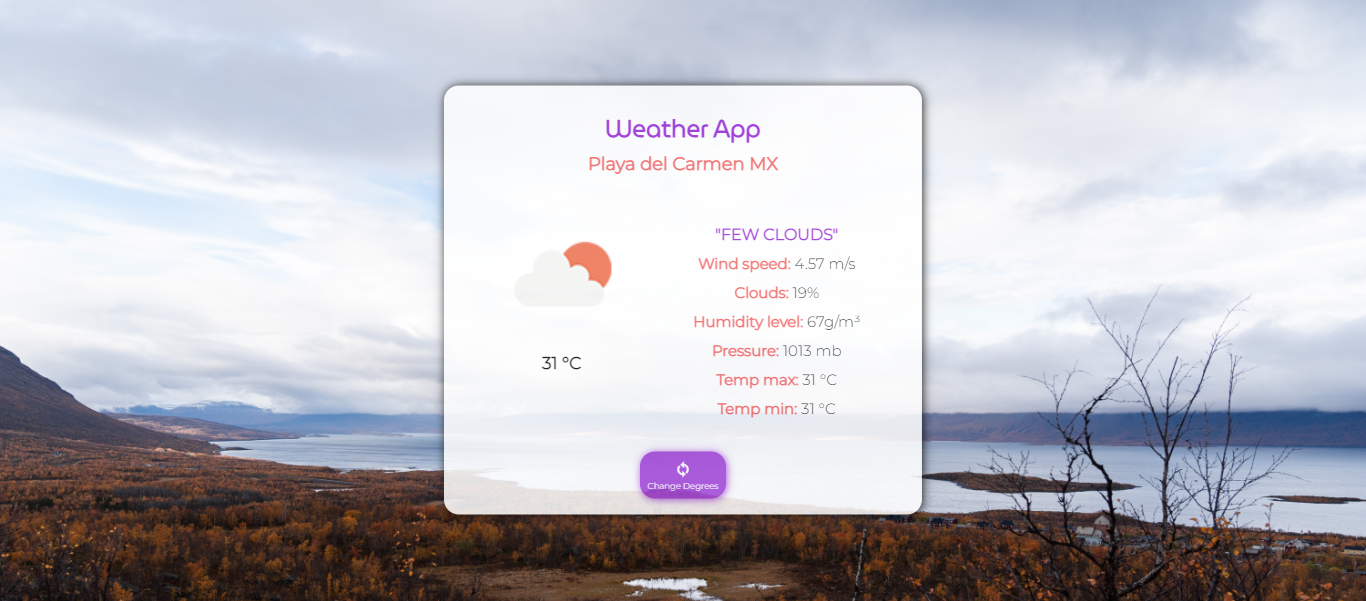 Weather App
Playa del Carmen MX
"FEW CLOUDS"
Wind speed: 4.57 m/s
Clouds: 19%
Humidity level: 67g/m³
Pressure: 1013 mb
31 °C
Temp max: 31 °C
Temp min: 31 °C
Change Degrees